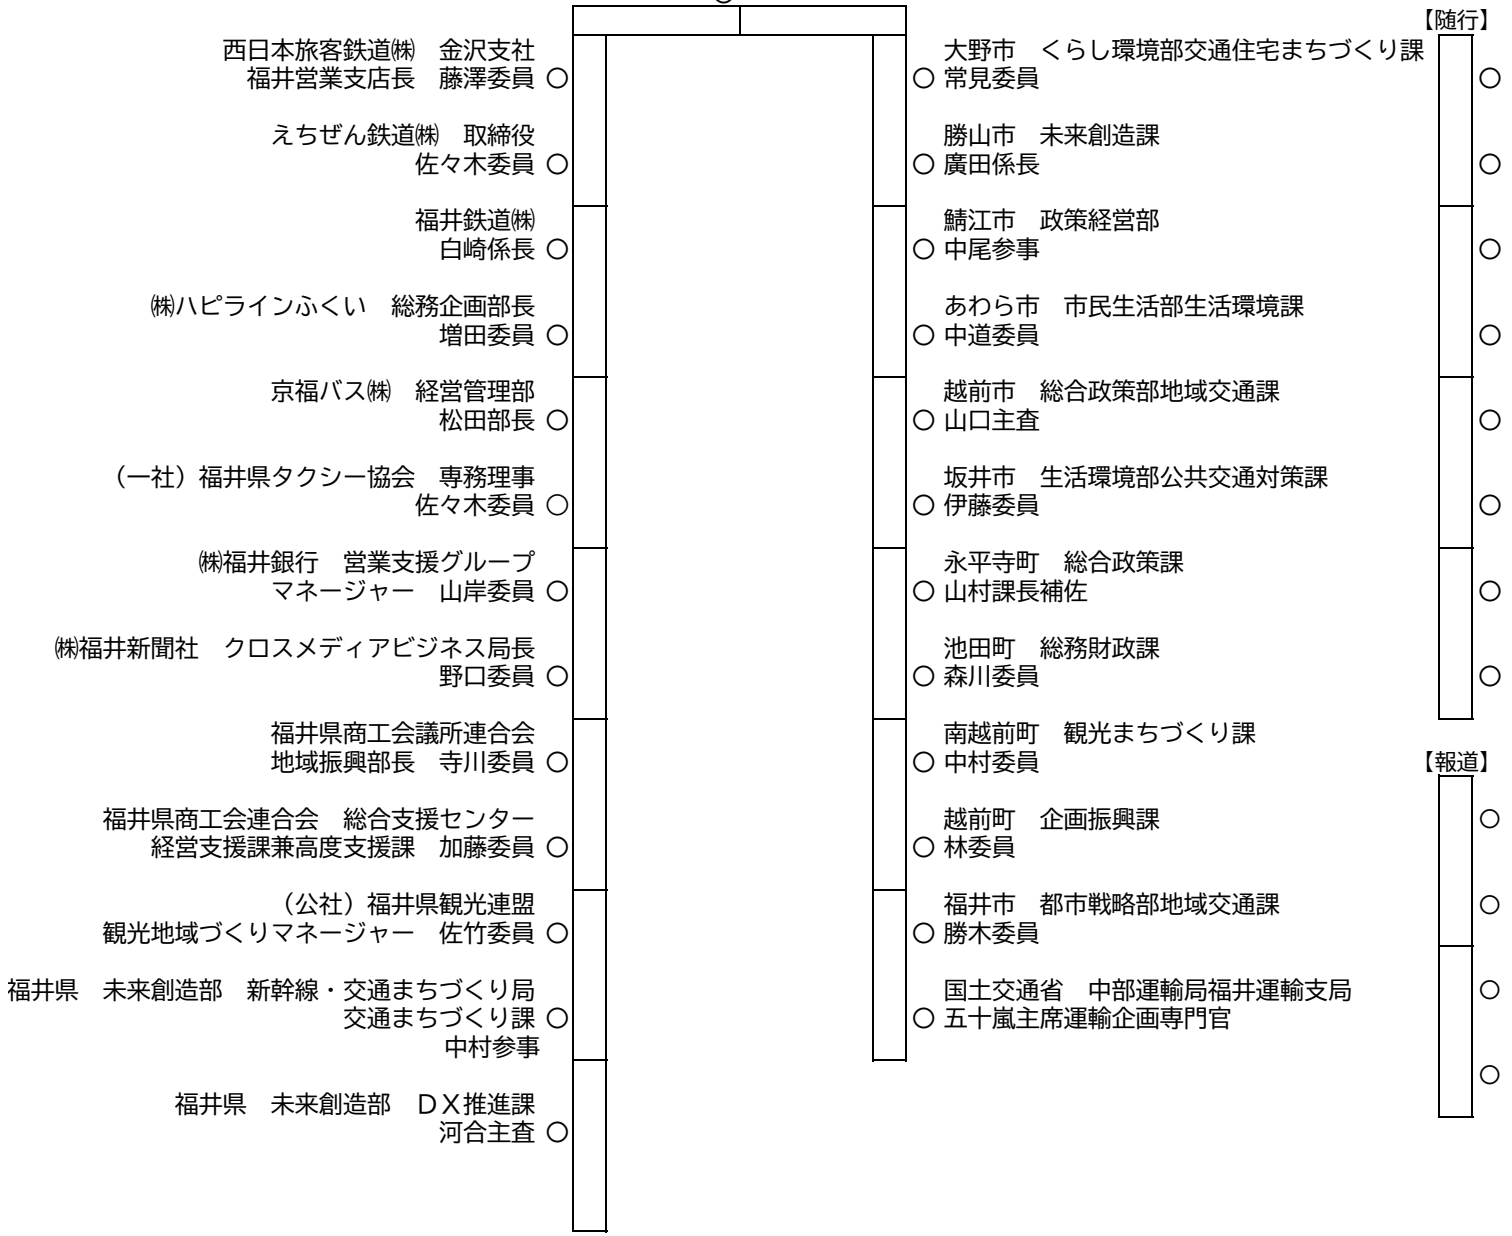 西日本旅客鉄道㈱　金沢支社
福井営業支店長　藤澤委員 ○
えちぜん鉄道㈱　取締役
佐々木委員 ○
福井鉄道㈱
白崎係長 ○
㈱ハピラインふくい　総務企画部長
増田委員 ○
京福バス㈱　経営管理部
松田部長 ○
（一社）福井県タクシー協会　専務理事
佐々木委員 ○
㈱福井銀行　営業支援グループ
マネージャー　山岸委員 ○
㈱福井新聞社　クロスメディアビジネス局長
野口委員 ○
福井県商工会議所連合会
地域振興部長　寺川委員 ○
福井県商工会連合会　総合支援センター
経営支援課兼高度支援課　加藤委員 ○
（公社）福井県観光連盟
観光地域づくりマネージャー　佐竹委員 ○
福井県　未来創造部　新幹線・交通まちづくり局
交通まちづくり課 ○
中村参事
福井県　未来創造部　ＤＸ推進課
河合主査 ○
大野市　くらし環境部交通住宅まちづくり課
○ 常見委員
勝山市　未来創造課
○ 廣田係長
鯖江市　政策経営部
○ 中尾参事
あわら市　市民生活部生活環境課
○ 中道委員
越前市　総合政策部地域交通課
○ 山口主査
坂井市　生活環境部公共交通対策課
○ 伊藤委員
永平寺町　総合政策課
○ 山村課長補佐
池田町　総務財政課
○ 森川委員
南越前町　観光まちづくり課
○ 中村委員
越前町　企画振興課
○ 林委員
福井市　都市戦略部地域交通課
○ 勝木委員
国土交通省　中部運輸局福井運輸支局
○ 五十嵐主席運輸企画専門官
【随行】
○
○
○
○
○
○
○
○
【報道】
○
○
○
○